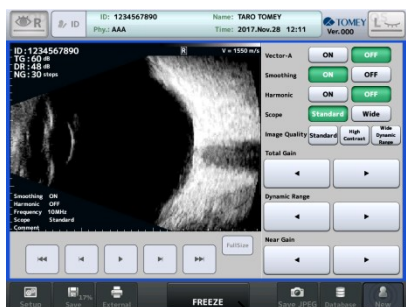 R
ID
ID: 1234567890
Name: TARO TOMEY
Phy.: AAA
Time: 2017.Nov.28 12:11
TOMEY
Ver.000
L
ID:1234567890
TG:60 dB
DR:48 dB
NG:30 steps
R
V = 1550 m/s
Smoothing ON
Harmonic OFF
Frequency 10MHz
Scope Standard
Comment
Vector-A ON OFF
Smoothing ON OFF
Harmonic ON OFF
Scope Standard Wide
Image Quality Standard High Contrast Wide Dynamic Range
Total Gain
Dynamic Range
Near Gain
FullSize
Setup
Save
17%
External
FREEZE
Save JPEG
Database
New